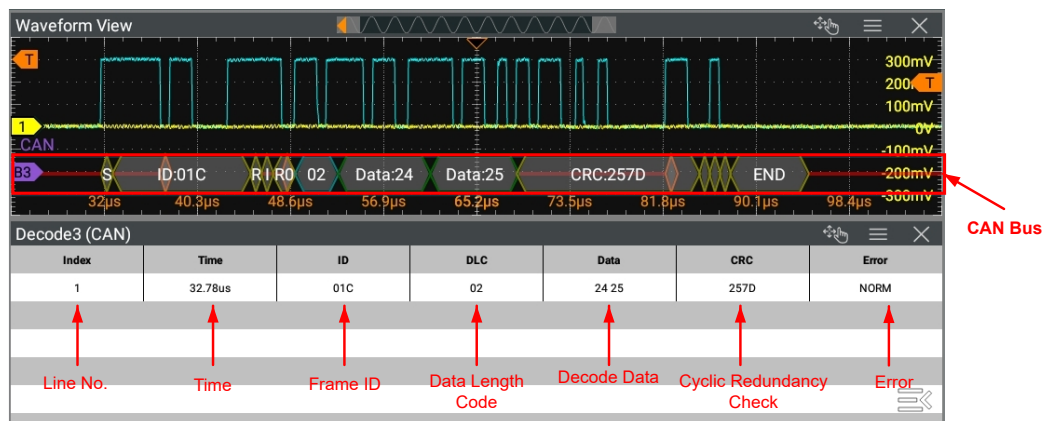 Waveform View
T
300mV
200
T
100mV
1
0V
CAN
-100mV
B3
S
ID:01C
R
I
R0
02
Data:24
Data:25
CRC:257D
END
-200mV
32µs
40.3µs
48.6µs
56.9µs
65.2µs
73.5µs
81.8µs
90.1µs
98.4µs
-300mV
CAN Bus
Decode3 (CAN)
Index Time ID DLC Data CRC Error
1 32.78us 01C 02 24 25 257D NORM
Line No.
Time
Frame ID
Data Length
Code
Decode Data
Cyclic Redundancy
Check
Error